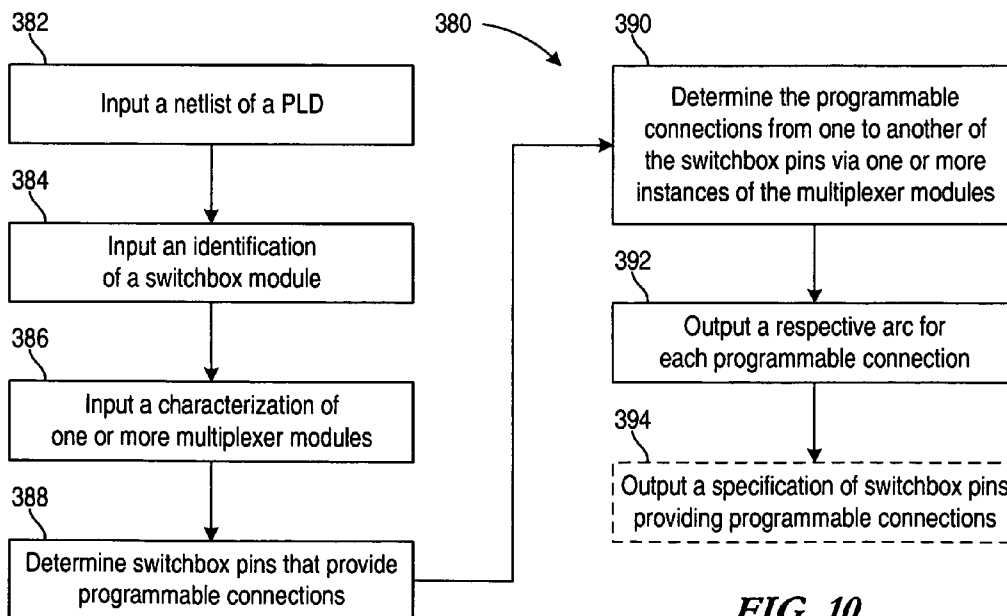 382
Input a netlist of a PLD
384
Input an identification
of a switchbox module
386
Input a characterization of
one or more multiplexer modules
388
Determine switchbox pins that provide
programmable connections
380
390
Determine the programmable
connections from one to another of
the switchbox pins via one or more
instances of the multiplexer modules
392
Output a respective arc for
each programmable connection
394
Output a specification of switchbox pins
providing programmable connections
FIG. 10